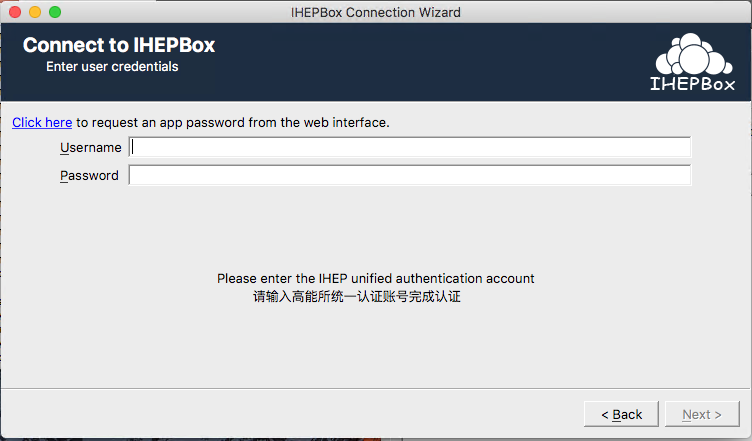 IHEPBox Connection Wizard
Connect to IHEPBox
Enter user credentials
IHEPBox
Click here to request an app password from the web interface.
Username
Password
Please enter the IHEP unified authentication account
请输入高能所统一认证账号完成认证
< Back
Next >